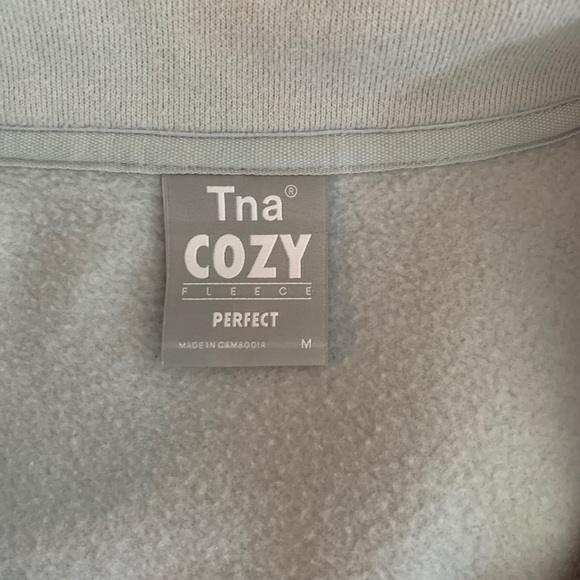 Tna®
COZY
FLEECE
PERFECT
MADE IN CAMBODIA M